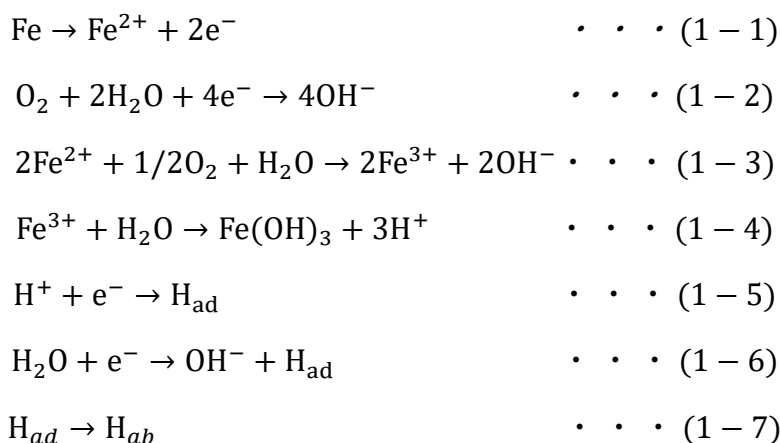 Fe → Fe²⁺ + 2e⁻ ・ ・ ・ (1 − 1)
O₂ + 2H₂O + 4e⁻ → 4OH⁻ ・ ・ ・ (1 − 2)
2Fe²⁺ + 1/2O₂ + H₂O → 2Fe³⁺ + 2OH⁻ ・ ・ ・ (1 − 3)
Fe³⁺ + H₂O → Fe(OH)₃ + 3H⁺ ・ ・ ・ (1 − 4)
H⁺ + e⁻ → H_ad ・ ・ ・ (1 − 5)
H₂O + e⁻ → OH⁻ + H_ad ・ ・ ・ (1 − 6)
H_ad → H_ab ・ ・ ・ (1 − 7)